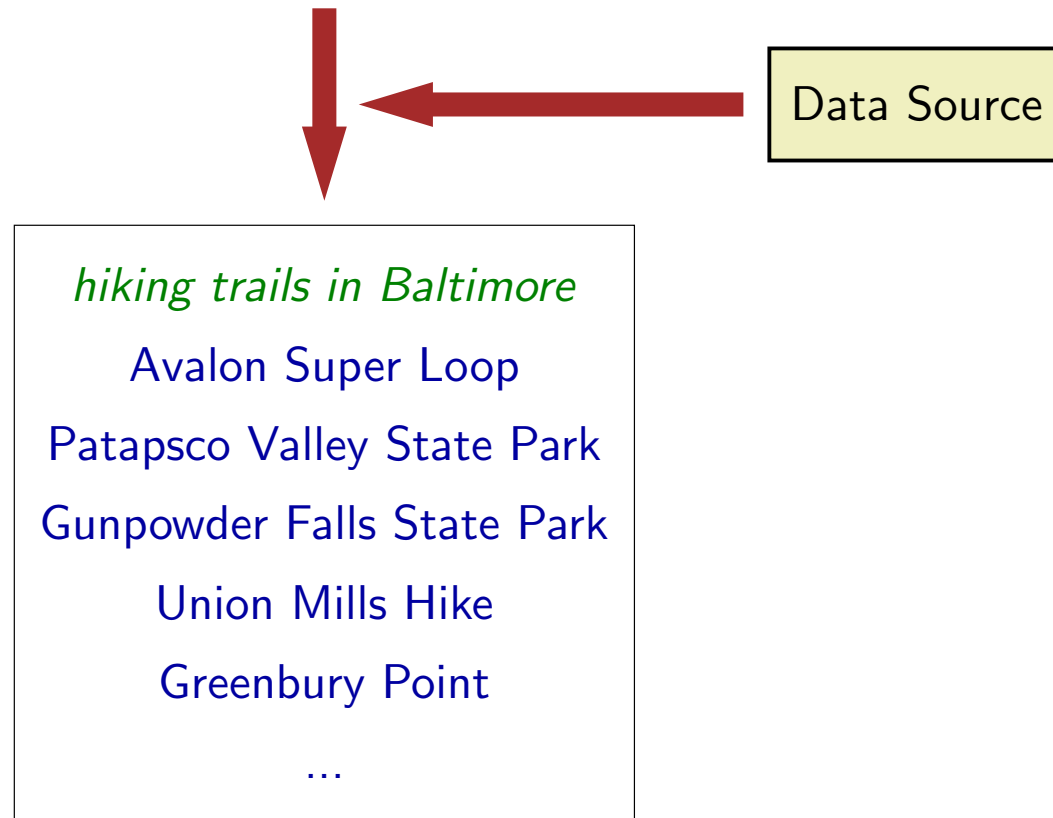 Data Source
hiking trails in Baltimore
Avalon Super Loop
Patapsco Valley State Park
Gunpowder Falls State Park
Union Mills Hike
Greenbury Point
...